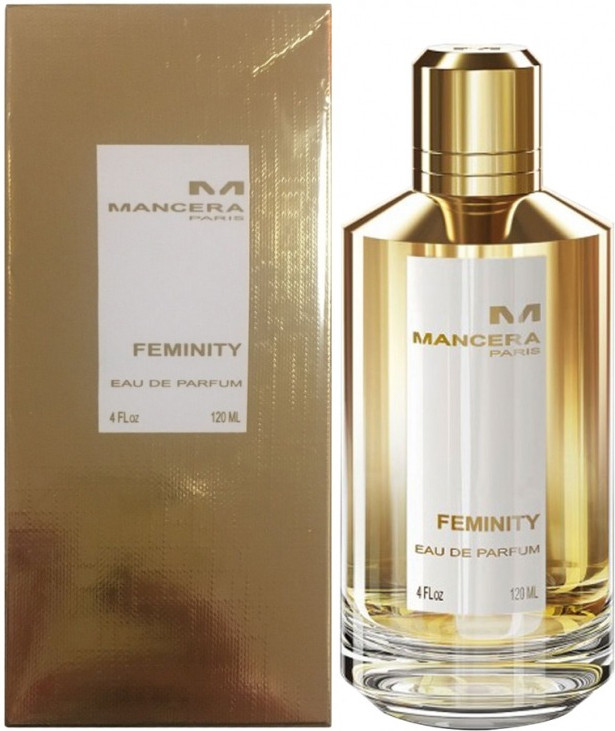 M
MANCERA
PARIS
FEMINITY
EAU DE PARFUM
4 FLoz 120 ML
M
MANCERA
PARIS
FEMINITY
EAU DE PARFUM
4 FLoz 120 ML